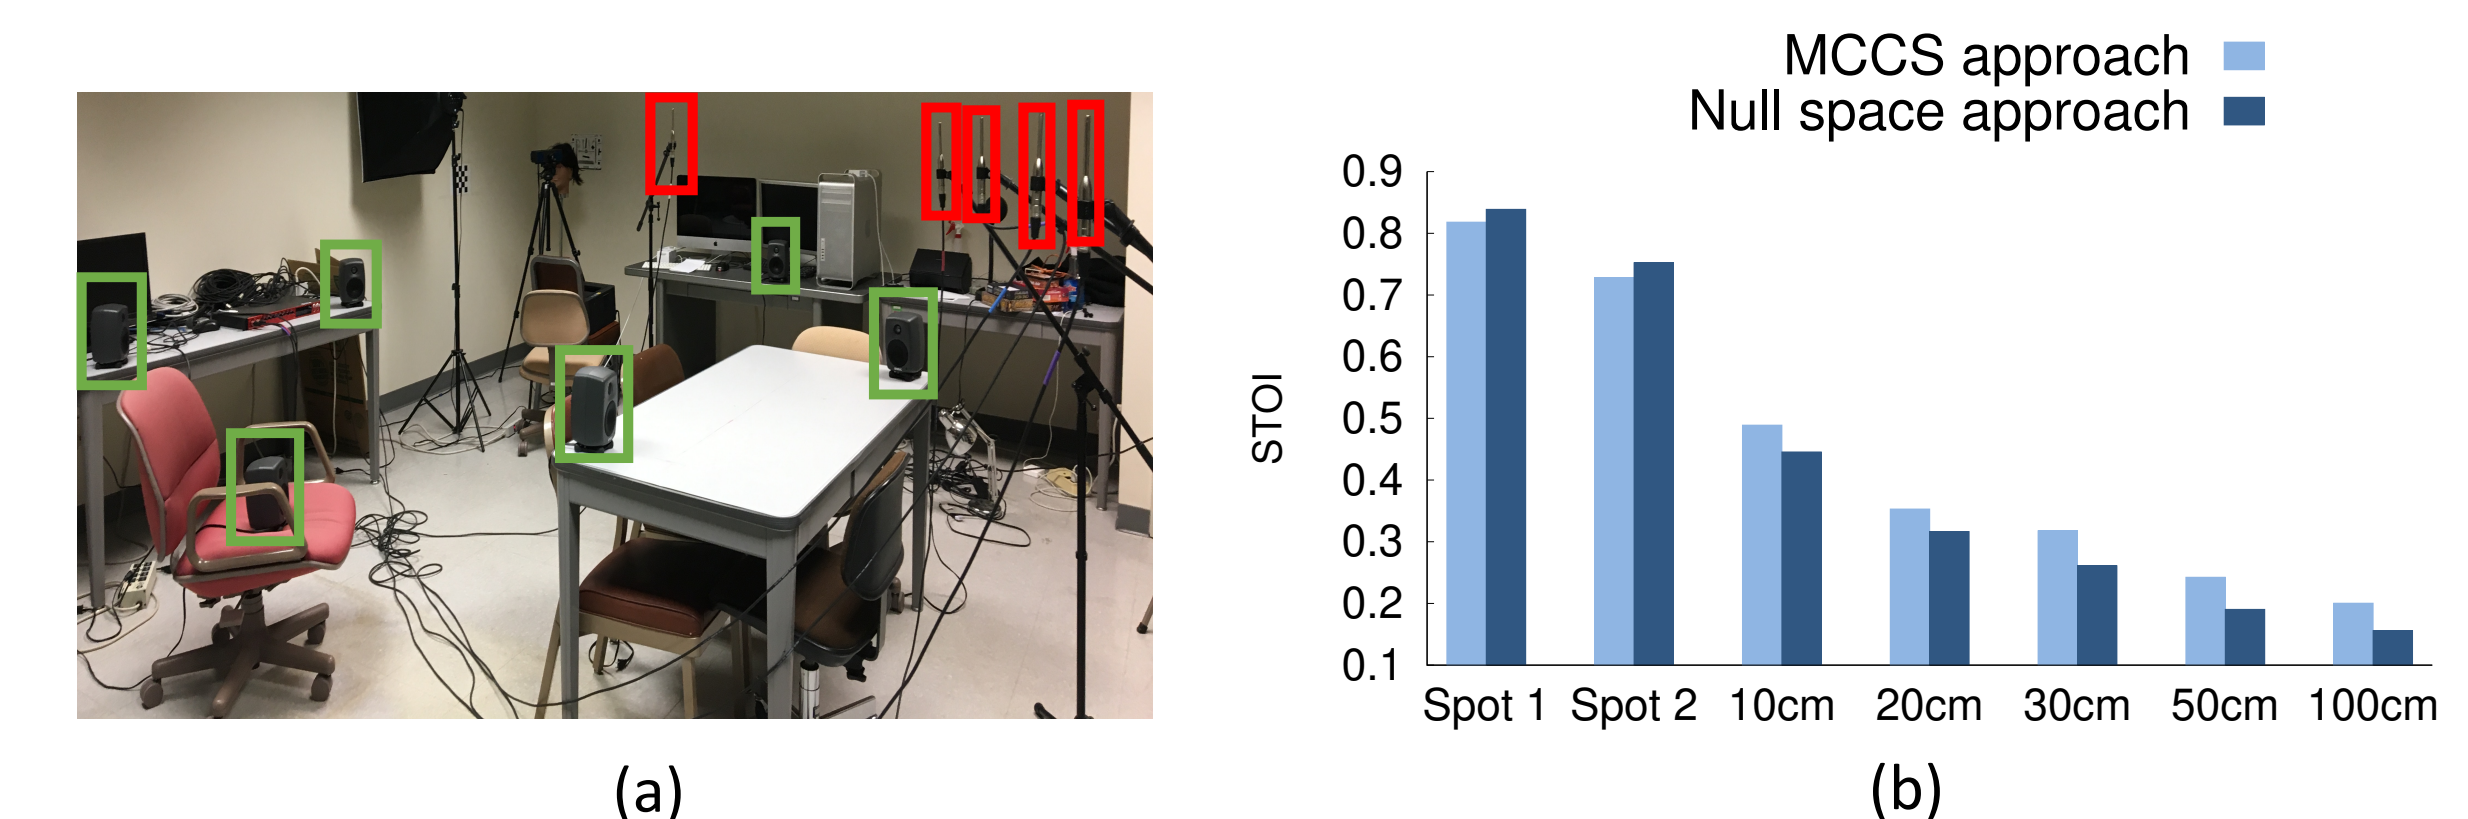 MCCS approach
Null space approach
0.9
0.8
0.7
0.6
0.5
0.4
0.3
0.2
0.1
STOI
Spot 1 Spot 2 10cm 20cm 30cm 50cm 100cm
(a)
(b)